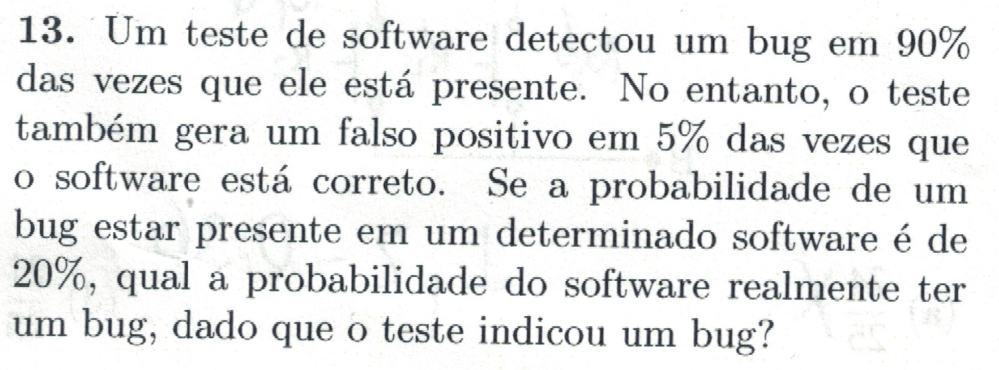 13. Um teste de software detectou um bug em 90%
das vezes que ele está presente. No entanto, o teste
também gera um falso positivo em 5% das vezes que
o software está correto. Se a probabilidade de um
bug estar presente em um determinado software é de
20%, qual a probabilidade do software realmente ter
um bug, dado que o teste indicou um bug?